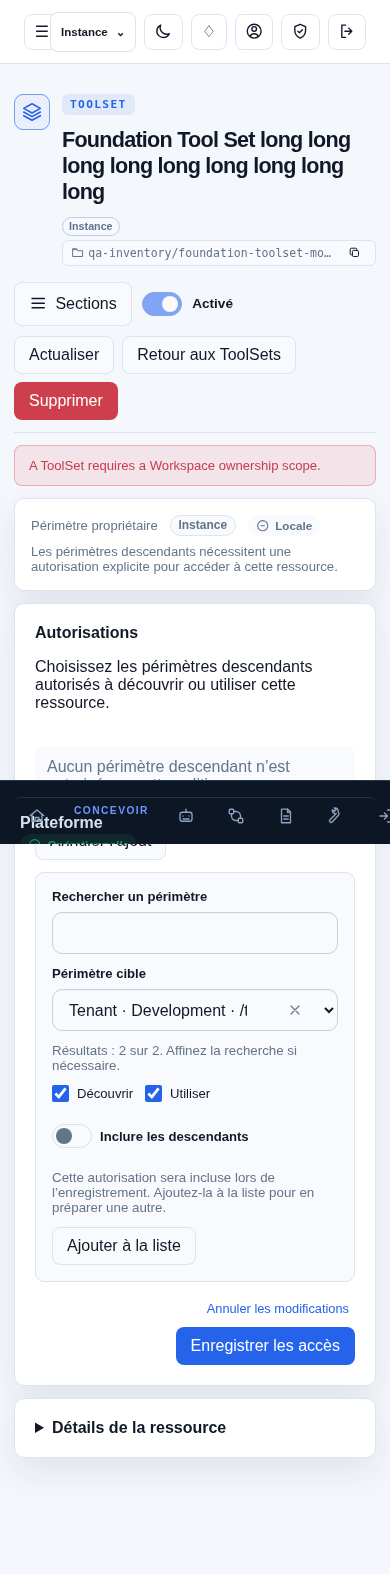 Instance
TOOLSET
Foundation Tool Set long long
long long long long long long
long
Instance
qa-inventory/foundation-toolset-mo…
Sections
Activé
Actualiser
Retour aux ToolSets
Supprimer
A ToolSet requires a Workspace ownership scope.
Périmètre propriétaire
Instance
Locale
Les périmètres descendants nécessitent une
autorisation explicite pour accéder à cette ressource.
Autorisations
Choisissez les périmètres descendants
autorisés à découvrir ou utiliser cette
ressource.
Aucun périmètre descendant n’est
CONCEVOIR
Plateforme
Rechercher un périmètre
Périmètre cible
Tenant · Development · /t
Résultats : 2 sur 2. Affinez la recherche si
nécessaire.
Découvrir
Utiliser
Inclure les descendants
Cette autorisation sera incluse lors de
l’enregistrement. Ajoutez-la à la liste pour en
préparer une autre.
Ajouter à la liste
Annuler les modifications
Enregistrer les accès
Détails de la ressource